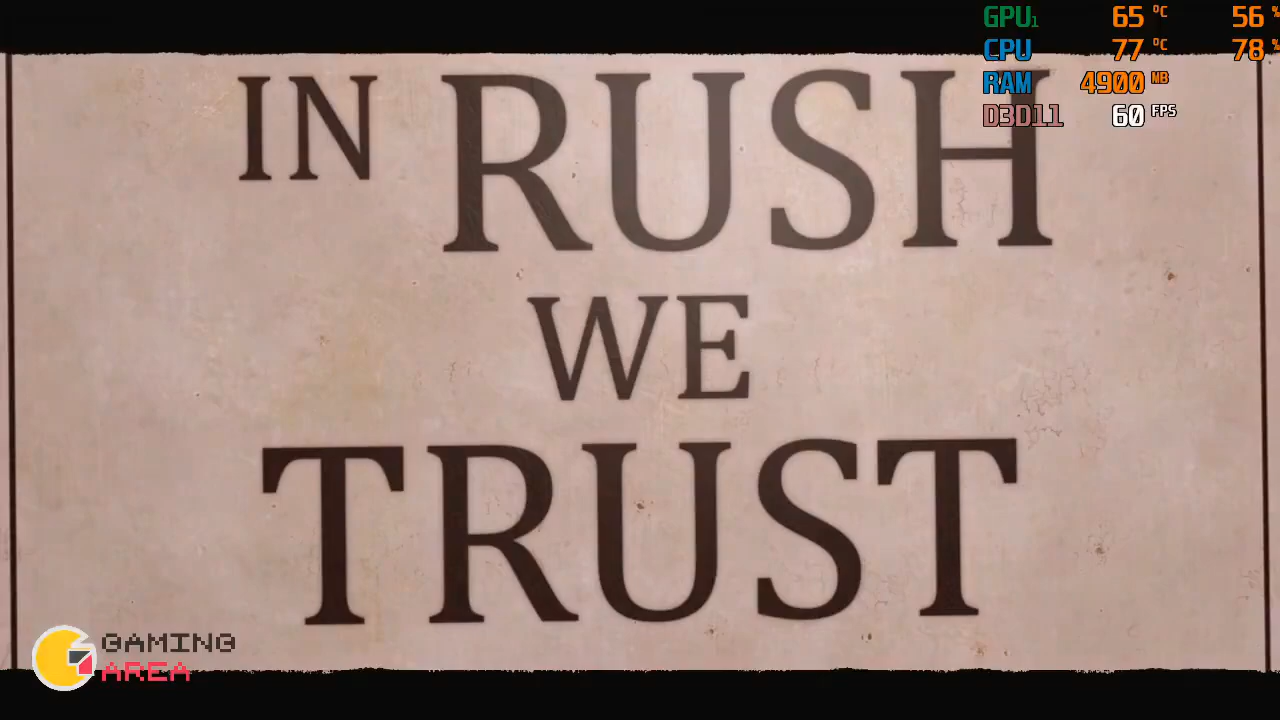 GPU1 65 °C 56 %
CPU 77 °C 78 %
RAM 4900 MB
D3D11 60 FPS
IN RUSH
WE
TRUST
GAMING
AREA